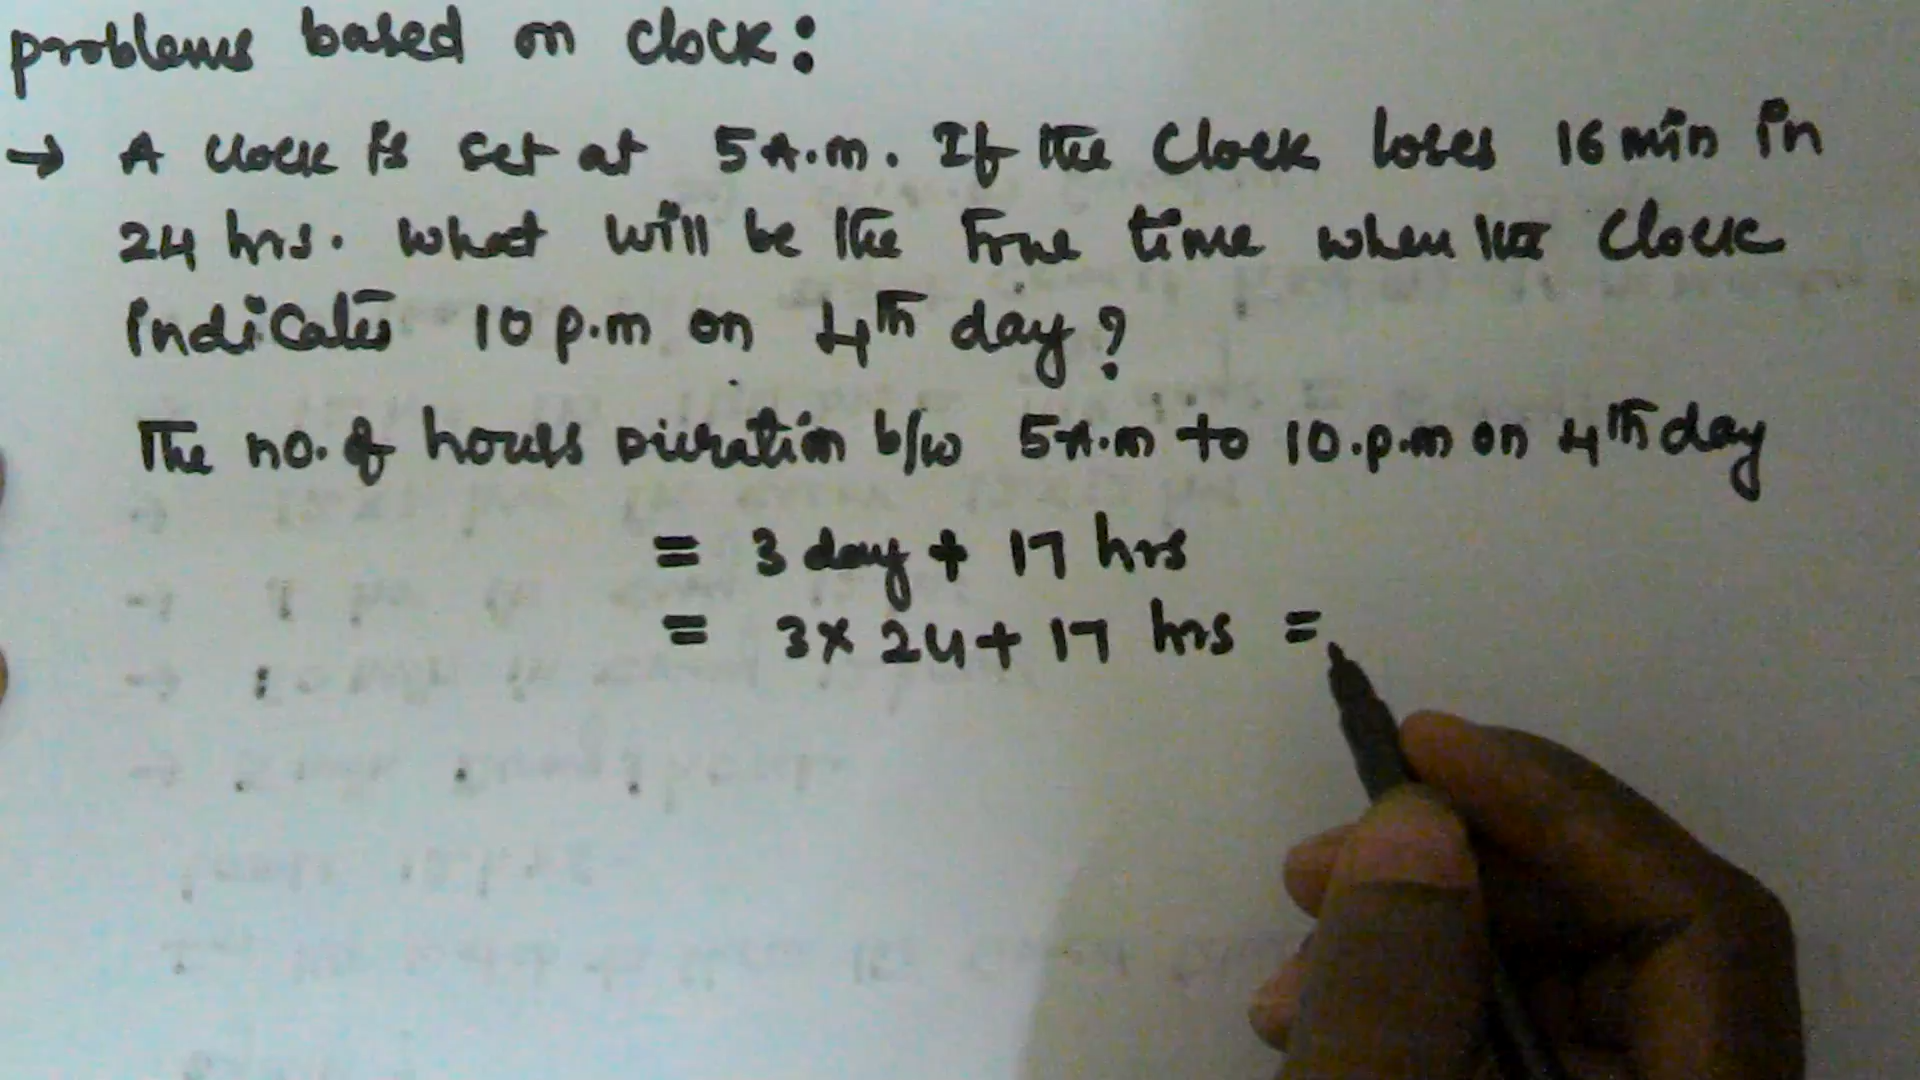 problems based on clock:
→ A clock is set at 5 A.m. If the clock loses 16 min in
24 hrs. what will be the True time when the clock
indicates 10 p.m on 4th day?
The no. of hours Duration b/w 5 A.m to 10.p.m on 4th day
= 3 day + 17 hrs
= 3 × 24 + 17 hrs =